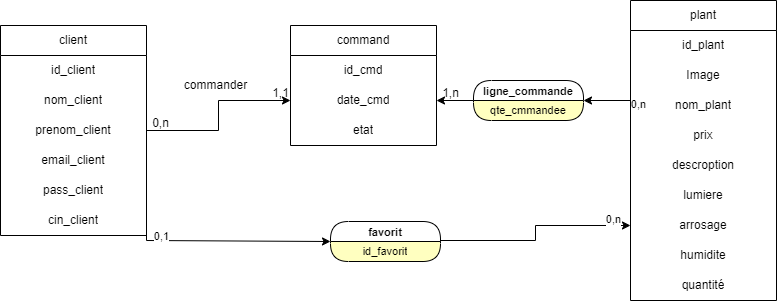 client
id_client
nom_client
prenom_client
email_client
pass_client
cin_client
commander
0,n
1,1
command
id_cmd
date_cmd
etat
1,n
ligne_commande
qte_cmmandee
0,n
plant
id_plant
Image
nom_plant
prix
descroption
lumiere
arrosage
humidite
quantité
0,1
favorit
id_favorit
0,n